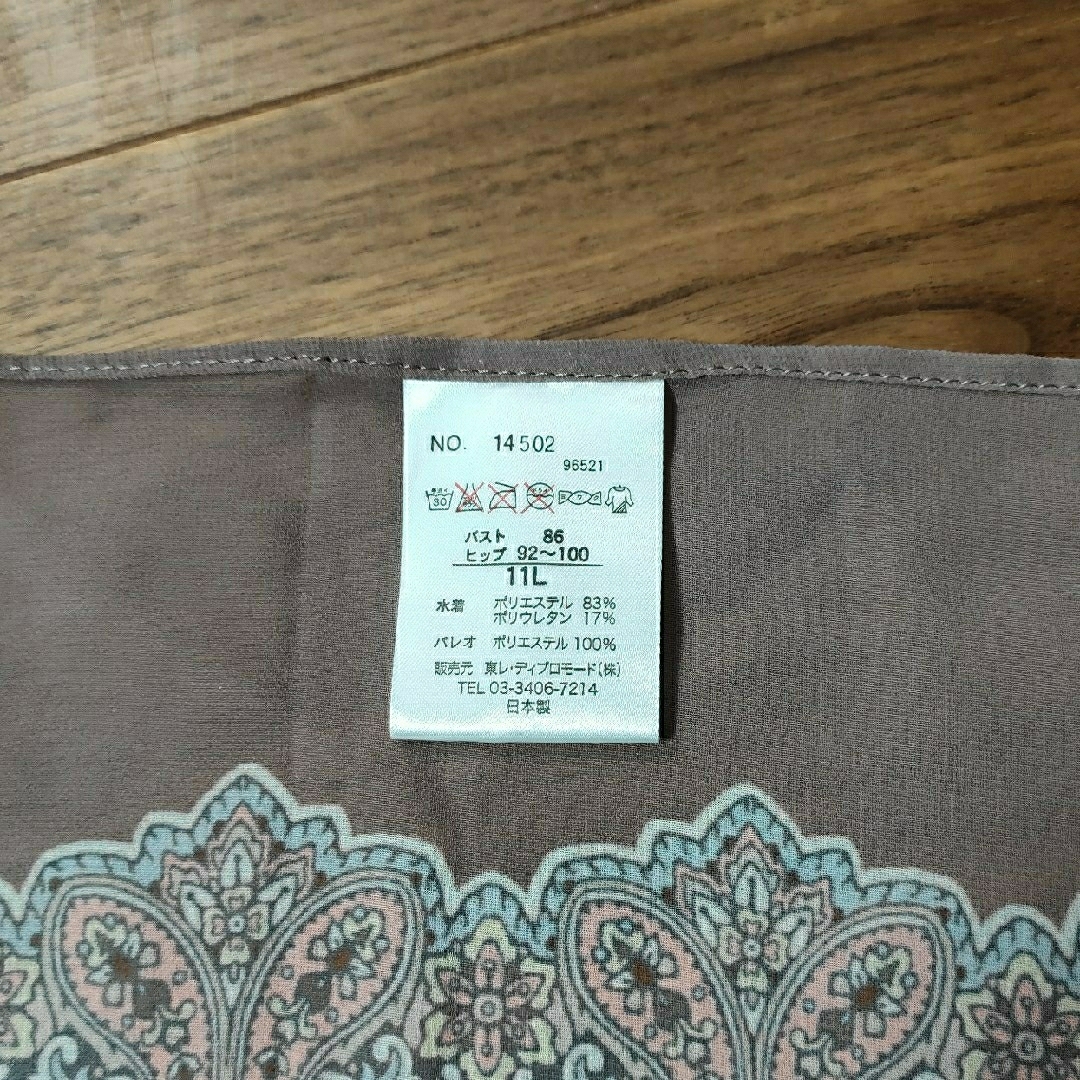 NO. 14502
96521
30
バスト 86
ヒップ 92～100
11L
水着 ポリエステル 83%
ポリウレタン 17%
パレオ ポリエステル 100%
販売元 東レ・ディプロモード(株)
TEL 03-3406-7214
日本製